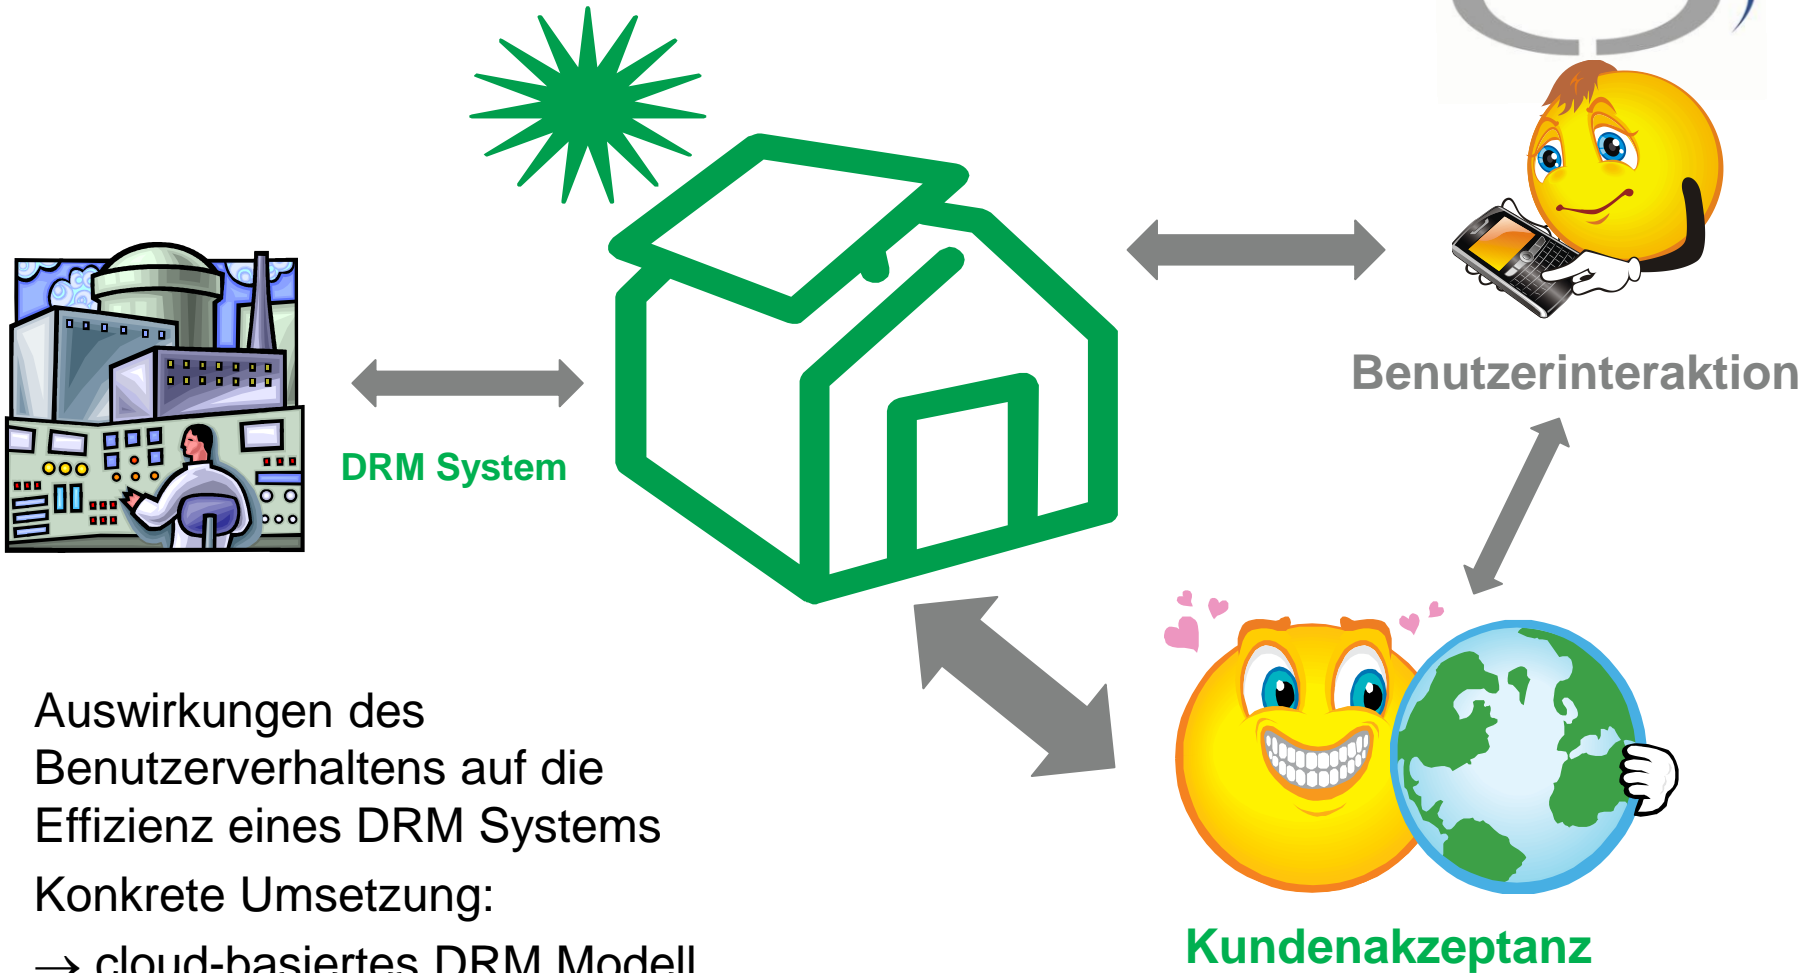 Benutzerinteraktion
DRM System
Auswirkungen des
Benutzerverhaltens auf die
Effizienz eines DRM Systems
Konkrete Umsetzung:
→ cloud-basiertes DRM Modell
Kundenakzeptanz